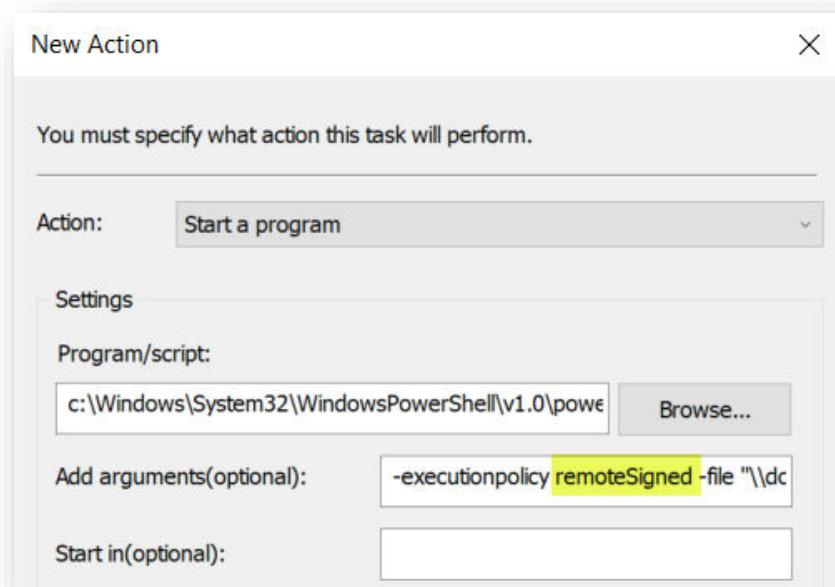 New Action
You must specify what action this task will perform.
Action: Start a program
Settings
Program/script:
c:\Windows\System32\WindowsPowerShell\v1.0\powe
Browse...
Add arguments(optional): -executionpolicy remoteSigned -file "\\dc
Start in(optional):